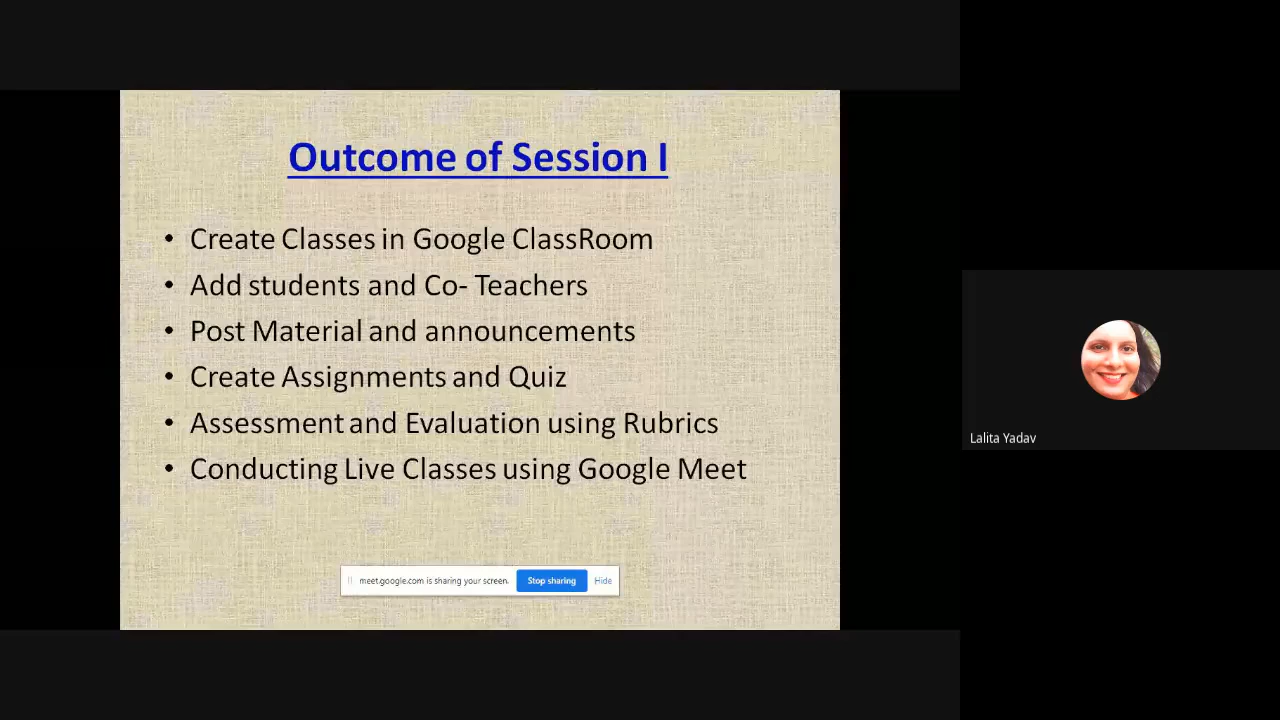 Outcome of Session I
• Create Classes in Google ClassRoom
• Add students and Co- Teachers
• Post Material and announcements
• Create Assignments and Quiz
• Assessment and Evaluation using Rubrics
• Conducting Live Classes using Google Meet
meet.google.com is sharing your screen. Stop sharing Hide
Lalita Yadav